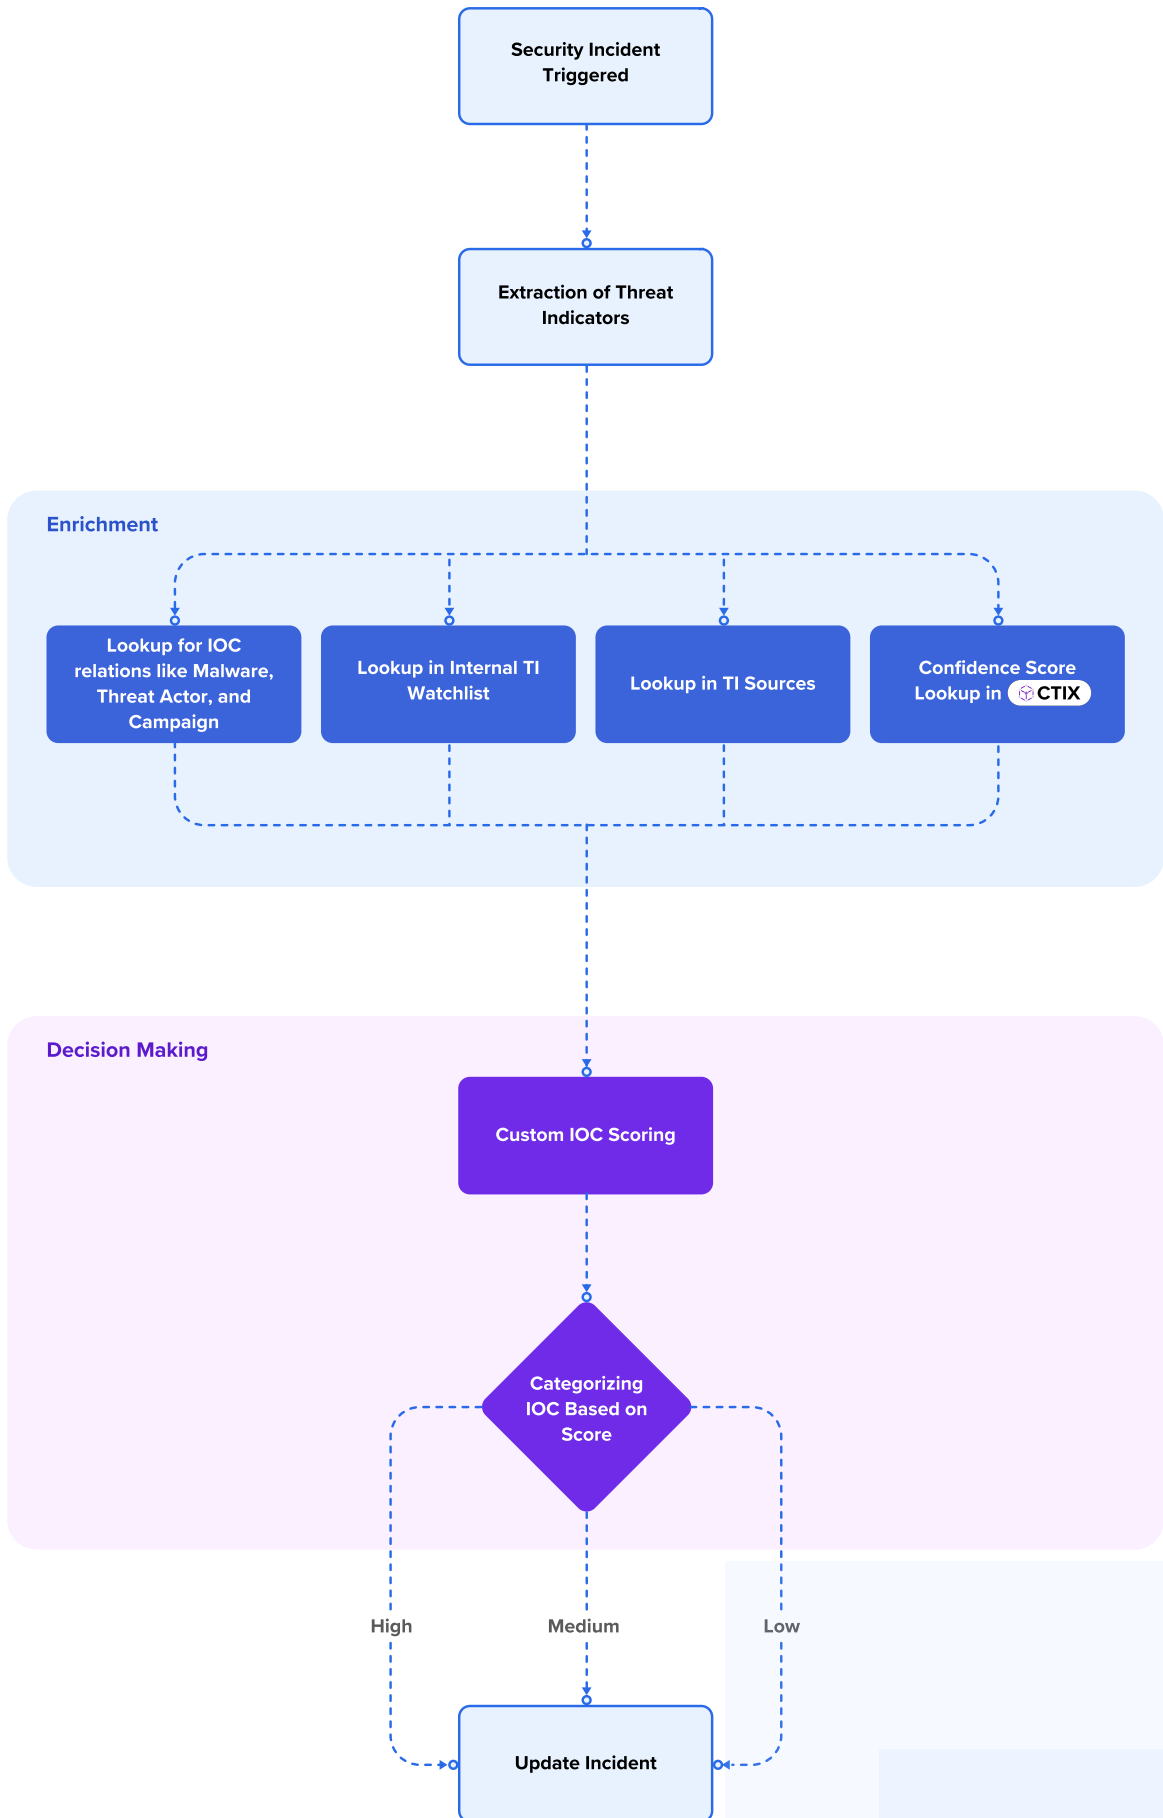 Security Incident
Triggered
Extraction of Threat
Indicators
Enrichment
Lookup for IOC
relations like Malware,
Threat Actor, and
Campaign
Lookup in Internal TI
Watchlist
Lookup in TI Sources
Confidence Score
Lookup in CTIX
Decision Making
Custom IOC Scoring
Categorizing
IOC Based on
Score
High
Medium
Low
Update Incident